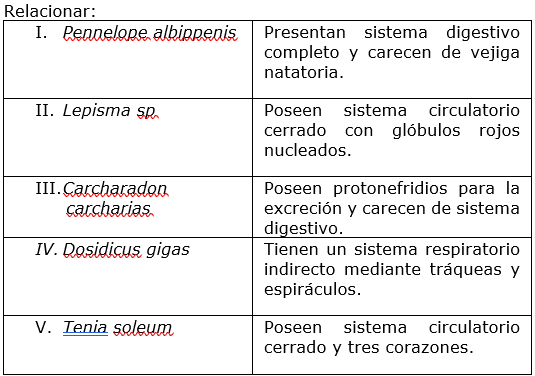 Relacionar:
I. Pennelope albippenis
Presentan sistema digestivo
completo y carecen de vejiga
natatoria.
II. Lepisma sp
Poseen sistema circulatorio
cerrado con glóbulos rojos
nucleados.
III. Carcharadon
carcharias
Poseen protonefridios para la
excreción y carecen de sistema
digestivo.
IV. Dosidicus gigas
Tienen un sistema respiratorio
indirecto mediante tráqueas y
espiráculos.
V. Tenia soleum
Poseen sistema circulatorio
cerrado y tres corazones.